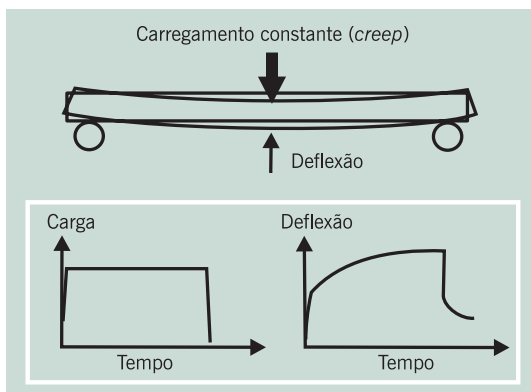 Carregamento constante (creep)
Deflexão
Carga
Tempo
Deflexão
Tempo